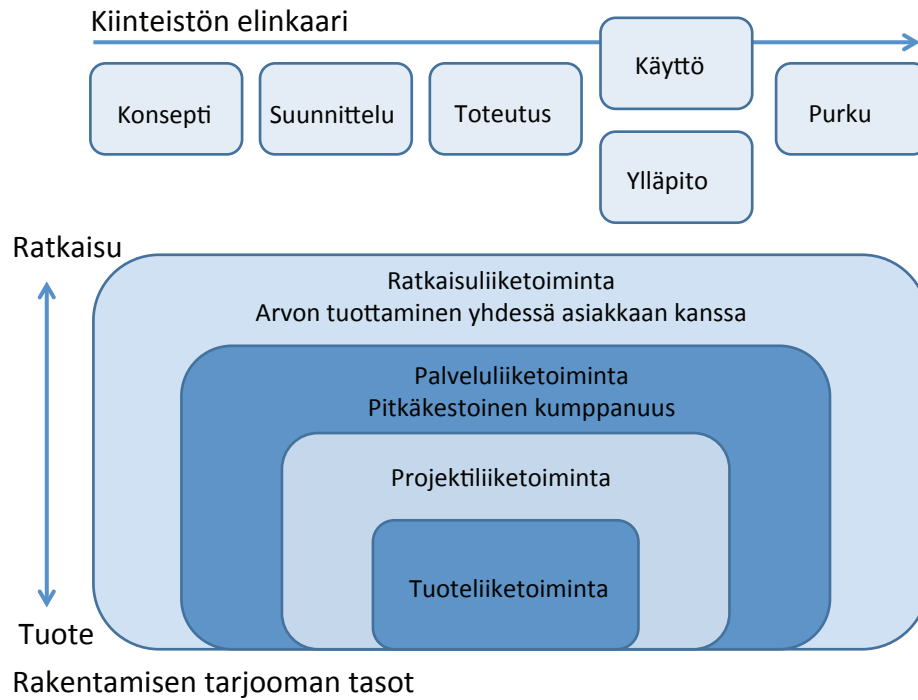 Kiinteistön elinkaari
Konsepti
Suunnittelu
Toteutus
Käyttö
Ylläpito
Purku
Ratkaisu
Ratkaisuliiketoiminta
Arvon tuottaminen yhdessä asiakkaan kanssa
Palveluliiketoiminta
Pitkäkestoinen kumppanuus
Projektiliiketoiminta
Tuoteliiketoiminta
Tuote
Rakentamisen tarjooman tasot